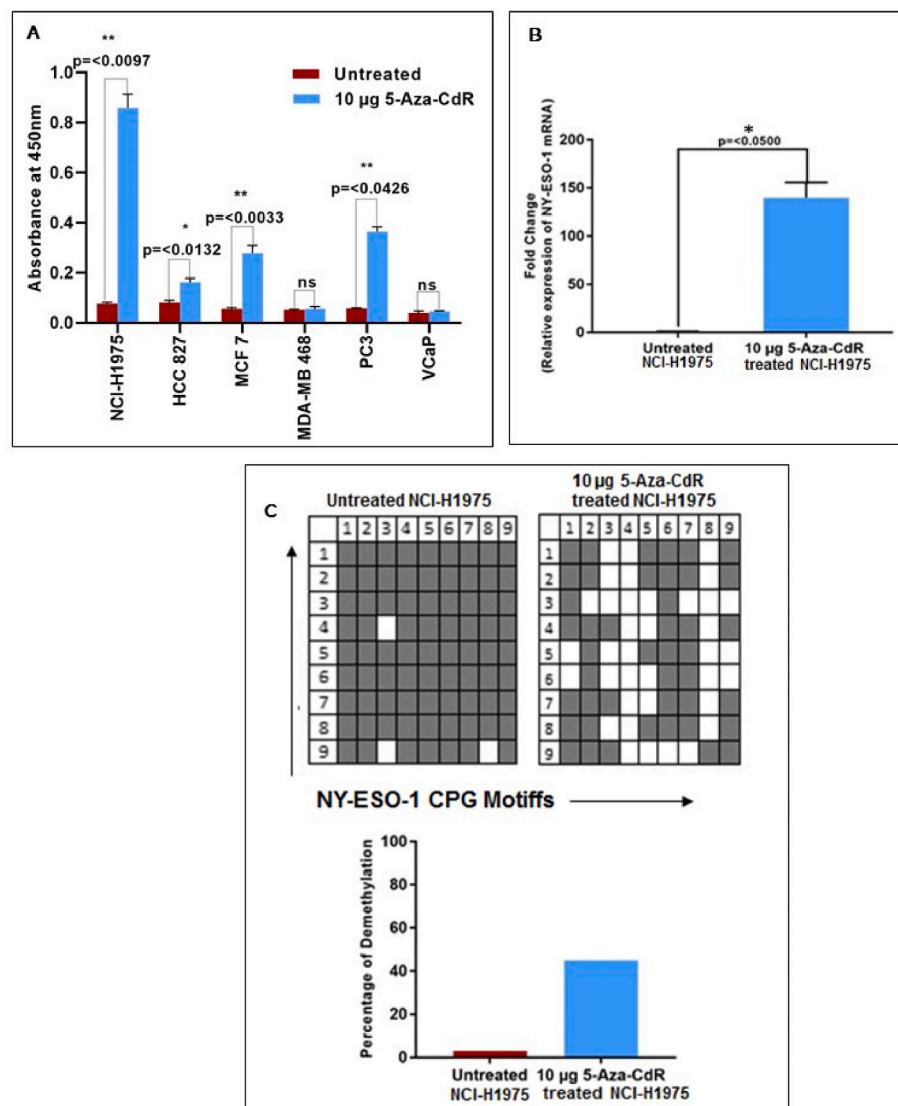 A
**
p=<0.0097
Untreated
10 µg 5-Aza-CdR
Absorbance at 450nm
1.0
0.8
0.6
0.4
0.2
0.0
*
p=<0.0132
**
p=<0.0033
ns
**
p=<0.0426
ns
NCI-H1975
HCC 827
MCF 7
MDA-MB 468
PC3
VCaP
B
*
p=<0.0500
Fold Change
(Relative expression of NY-ESO-1 mRNA)
200
150
100
50
0
Untreated
NCI-H1975
10 µg 5-Aza-CdR
treated NCI-H1975
C
Untreated NCI-H1975
1 2 3 4 5 6 7 8 9
1
2
3
4
5
6
7
8
9
10 µg 5-Aza-CdR
treated NCI-H1975
1 2 3 4 5 6 7 8 9
1
2
3
4
5
6
7
8
9
NY-ESO-1 CPG Motiffs
Percentage of Demethylation
100
80
60
40
20
0
Untreated
NCI-H1975
10 µg 5-Aza-CdR
treated NCI-H1975